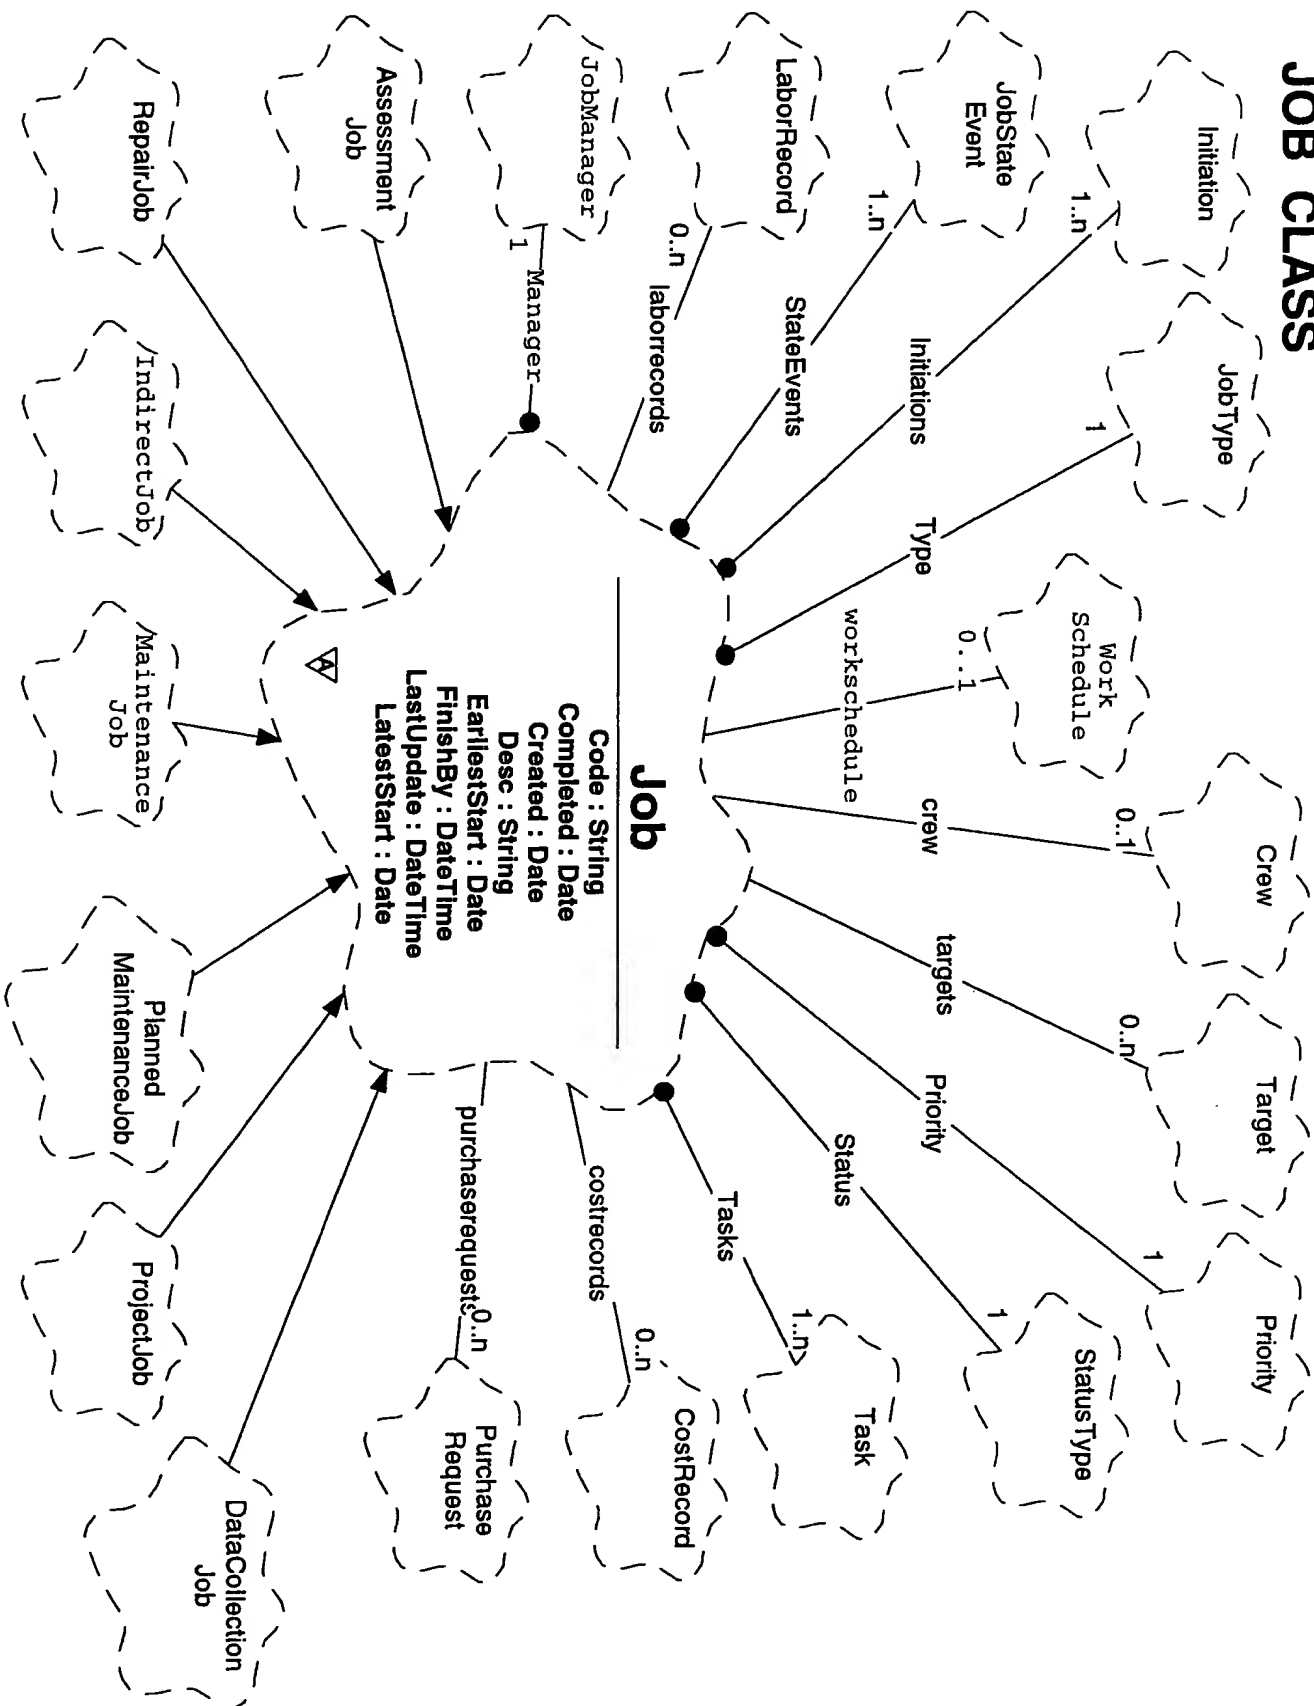 JOB CLASS
Initiation
1..n
Initiations
JobType
1
Type
JobState
Event
1..n
StateEvents
LaborRecord
0..n
laborrecords
JobManager
1
Manager
Work
Schedule
0..1
workschedule
Crew
0..1
crew
Target
0..n
targets
Priority
1
Priority
StatusType
1
Status
Task
1..n
Tasks
CostRecord
0..n
costrecords
Purchase
Request
0..n
purchaserequests
Job
Code : String
Completed : Date
Created : Date
Desc : String
EarliestStart : Date
FinishBy : DateTime
LastUpdate : DateTime
LatestStart : Date
A
Assessment
Job
RepairJob
IndirectJob
Maintenance
Job
Planned
MaintenanceJob
ProjectJob
DataCollection
Job